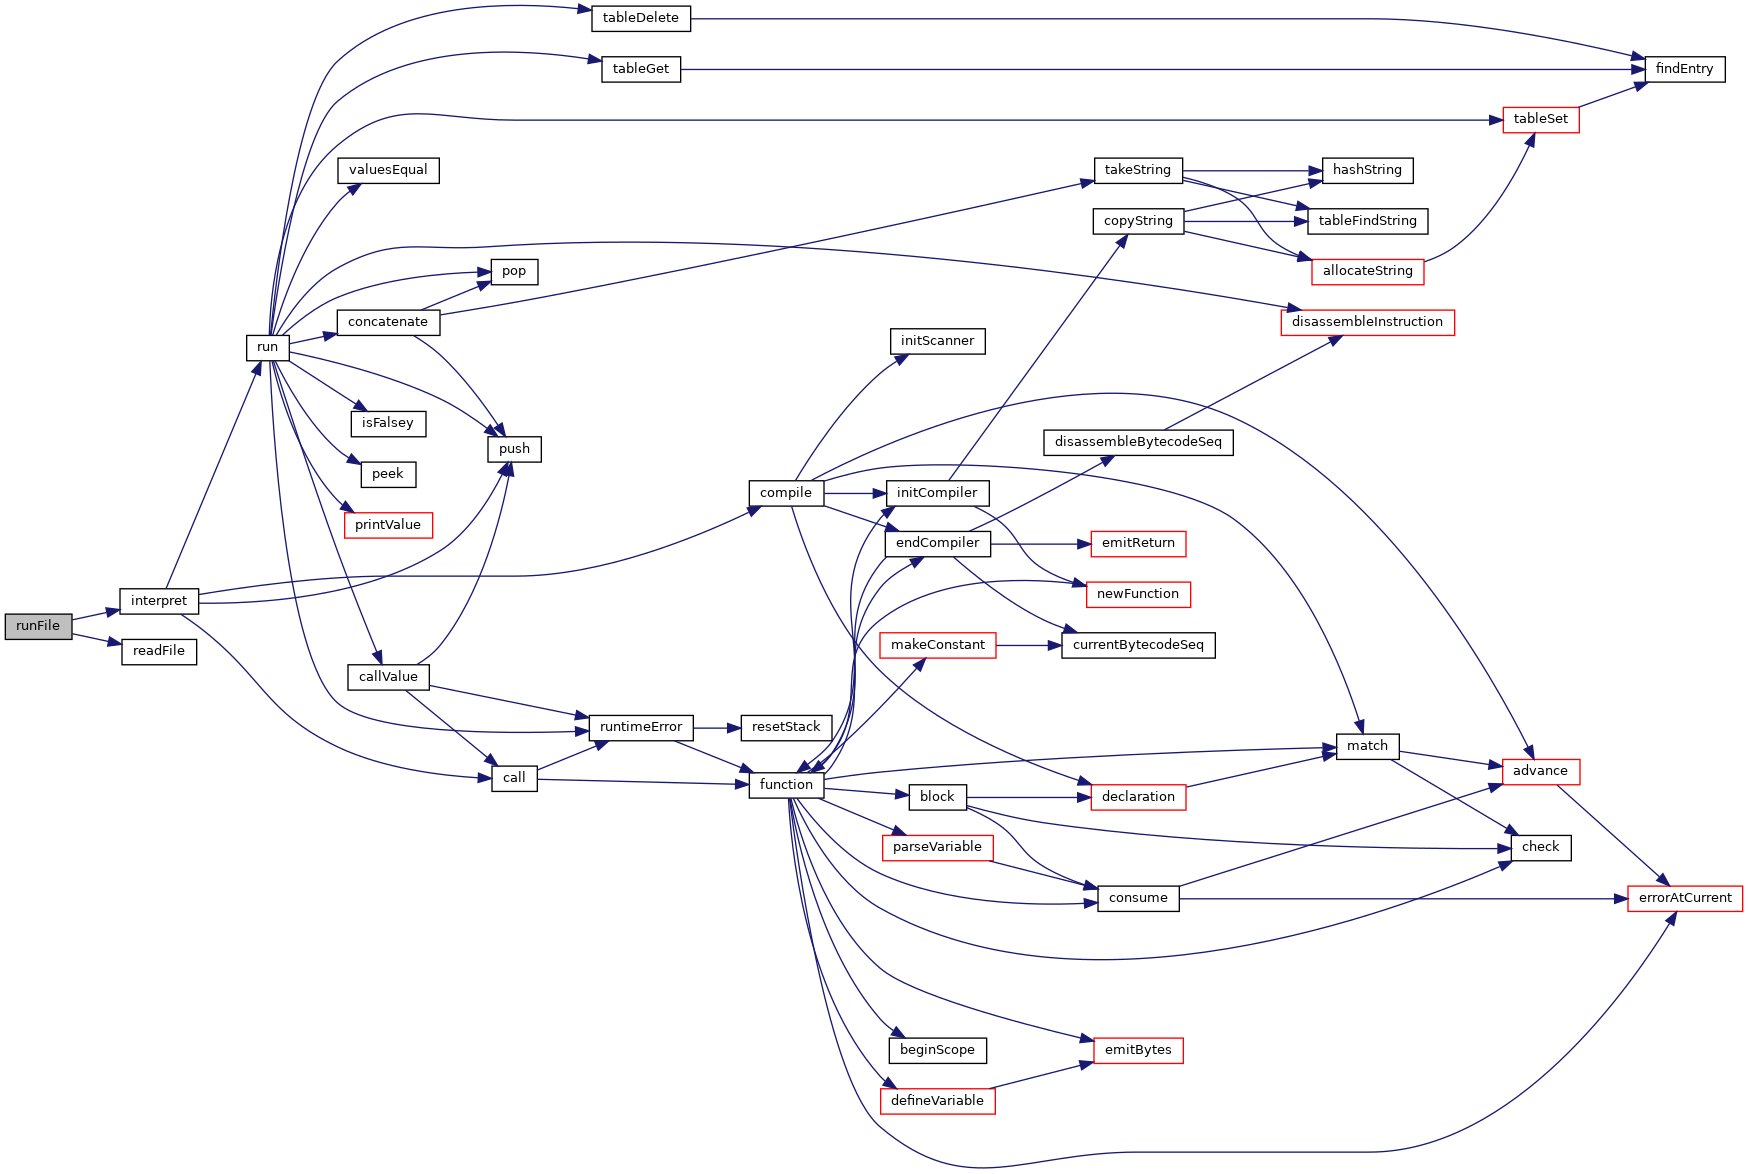 tableDelete
tableGet
findEntry
tableSet
valuesEqual
takeString
hashString
copyString
tableFindString
pop
allocateString
concatenate
disassembleInstruction
run
initScanner
isFalsey
push
disassembleBytecodeSeq
peek
compile
initCompiler
printValue
endCompiler
emitReturn
interpret
newFunction
runFile
readFile
makeConstant
currentBytecodeSeq
callValue
runtimeError
resetStack
match
call
function
advance
block
declaration
parseVariable
check
consume
errorAtCurrent
beginScope
emitBytes
defineVariable